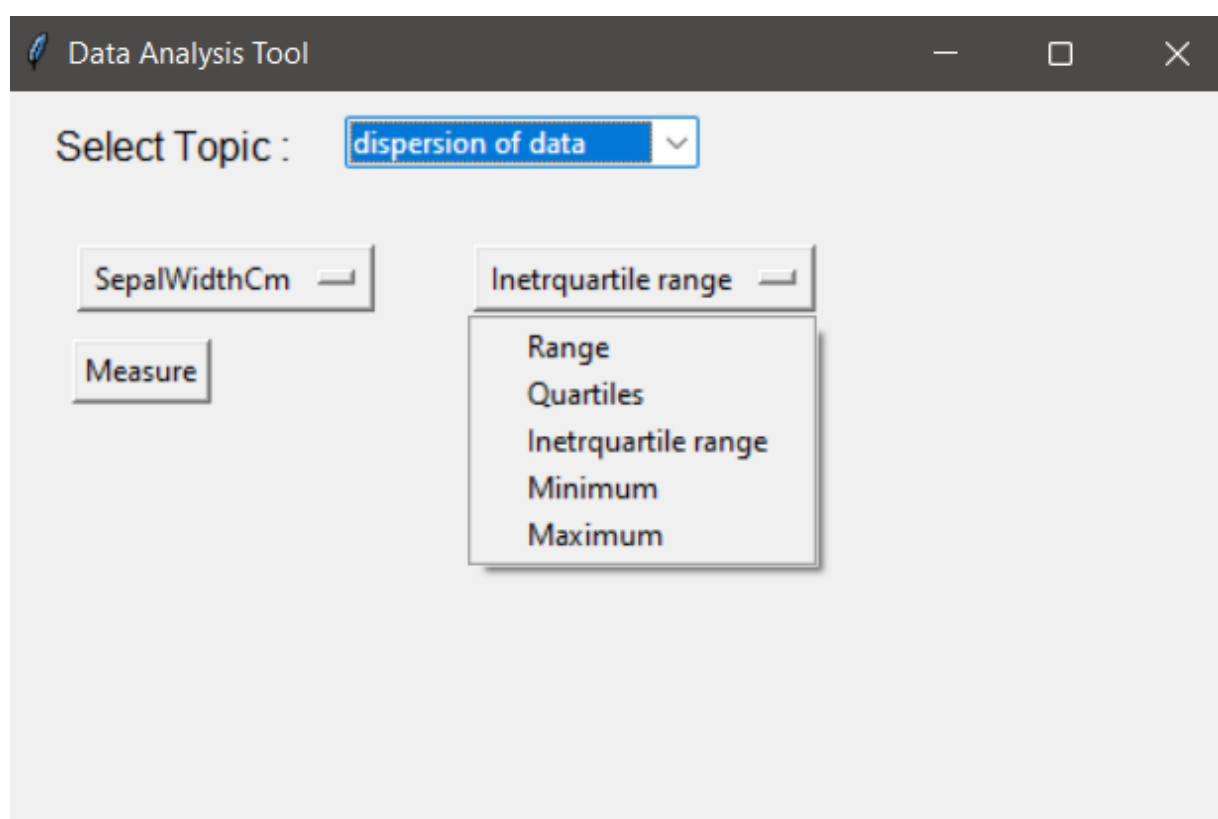 Data Analysis Tool
Select Topic :
dispersion of data
SepalWidthCm
Inetrquartile range
Measure
Range
Quartiles
Inetrquartile range
Minimum
Maximum